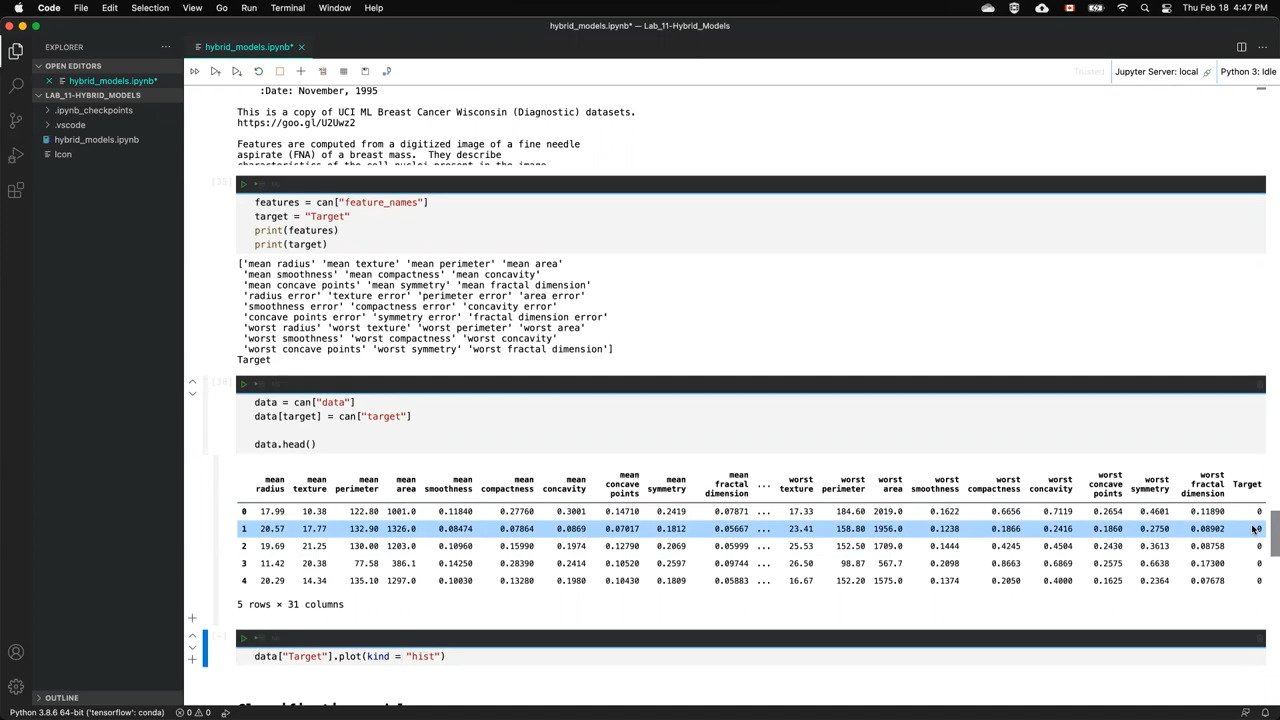 Code File Edit Selection View Go Run Terminal Window Help
Thu Feb 18 4:47 PM
hybrid_models.ipynb* — Lab_11-Hybrid_Models
EXPLORER
OPEN EDITORS
hybrid_models.ipynb*
LAB_11-HYBRID_MODELS
.ipynb_checkpoints
.vscode
hybrid_models.ipynb
Icon
OUTLINE
hybrid_models.ipynb*
Trusted
Jupyter Server: local
Python 3: Idle
:Date: November, 1995
This is a copy of UCI ML Breast Cancer Wisconsin (Diagnostic) datasets.
https://goo.gl/U2Uwz2
Features are computed from a digitized image of a fine needle
aspirate (FNA) of a breast mass. They describe
characteristics of the cell nuclei present in the image.
[35]
features = can["feature_names"]
target = "Target"
print(features)
print(target)
['mean radius' 'mean texture' 'mean perimeter' 'mean area'
'mean smoothness' 'mean compactness' 'mean concavity'
'mean concave points' 'mean symmetry' 'mean fractal dimension'
'radius error' 'texture error' 'perimeter error' 'area error'
'smoothness error' 'compactness error' 'concavity error'
'concave points error' 'symmetry error' 'fractal dimension error'
'worst radius' 'worst texture' 'worst perimeter' 'worst area'
'worst smoothness' 'worst compactness' 'worst concavity'
'worst concave points' 'worst symmetry' 'worst fractal dimension']
Target
data = can["data"]
data[target] = can["target"]
data.head()
mean radius mean texture mean perimeter mean area mean smoothness mean compactness mean concavity mean concave points mean symmetry mean fractal dimension ... worst texture worst perimeter worst area worst smoothness worst compactness worst concavity worst concave points worst symmetry worst fractal dimension Target
0 17.99 10.38 122.80 1001.0 0.11840 0.27760 0.3001 0.14710 0.2419 0.07871 ... 17.33 184.60 2019.0 0.1622 0.6656 0.7119 0.2654 0.4601 0.11890 0
1 20.57 17.77 132.90 1326.0 0.08474 0.07864 0.0869 0.07017 0.1812 0.05667 ... 23.41 158.80 1956.0 0.1238 0.1866 0.2416 0.1860 0.2750 0.08902 0
2 19.69 21.25 130.00 1203.0 0.10960 0.15990 0.1974 0.12790 0.2069 0.05999 ... 25.53 152.50 1709.0 0.1444 0.4245 0.4504 0.2430 0.3613 0.08758 0
3 11.42 20.38 77.58 386.1 0.14250 0.28390 0.2414 0.10520 0.2597 0.09744 ... 26.50 98.87 567.7 0.2098 0.8663 0.6869 0.2575 0.6638 0.17300 0
4 20.29 14.34 135.10 1297.0 0.10030 0.13280 0.1980 0.10430 0.1809 0.05883 ... 16.67 152.20 1575.0 0.1374 0.2050 0.4000 0.1625 0.2364 0.07678 0
5 rows × 31 columns
[-]
data["Target"].plot(kind = "hist")
Python 3.8.6 64-bit ('tensorflow': conda) 0 0